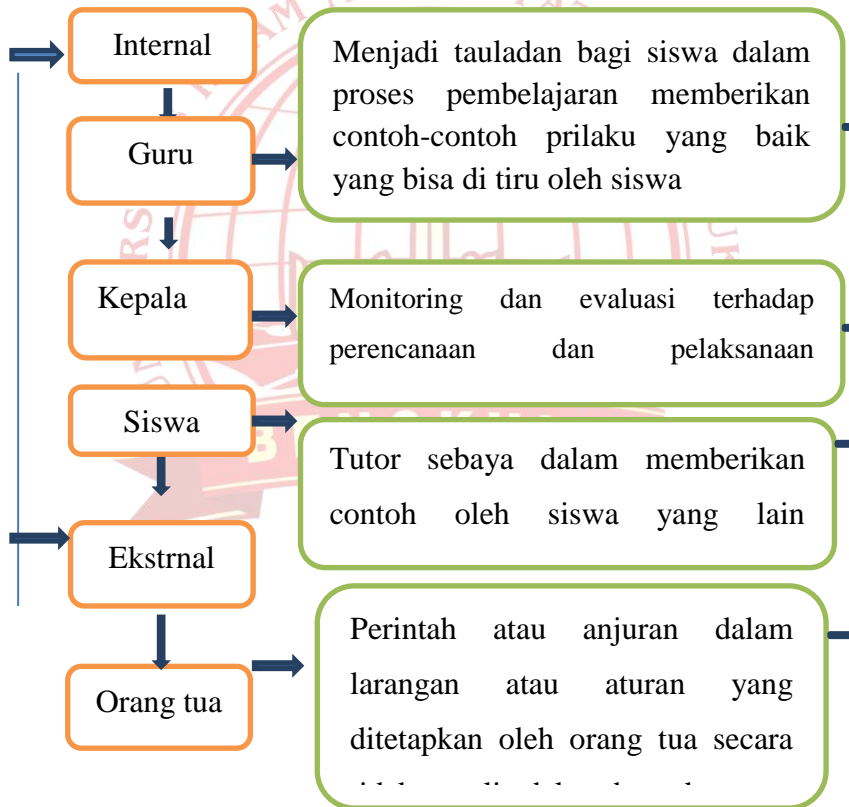 Internal
Menjadi tauladan bagi siswa dalam
proses pembelajaran memberikan
contoh-contoh prilaku yang baik
yang bisa di tiru oleh siswa
Guru
Kepala
Monitoring dan evaluasi terhadap
perencanaan dan pelaksanaan
Siswa
Tutor sebaya dalam memberikan
contoh oleh siswa yang lain
Ekstrnal
Perintah atau anjuran dalam
larangan atau aturan yang
ditetapkan oleh orang tua secara
Orang tua